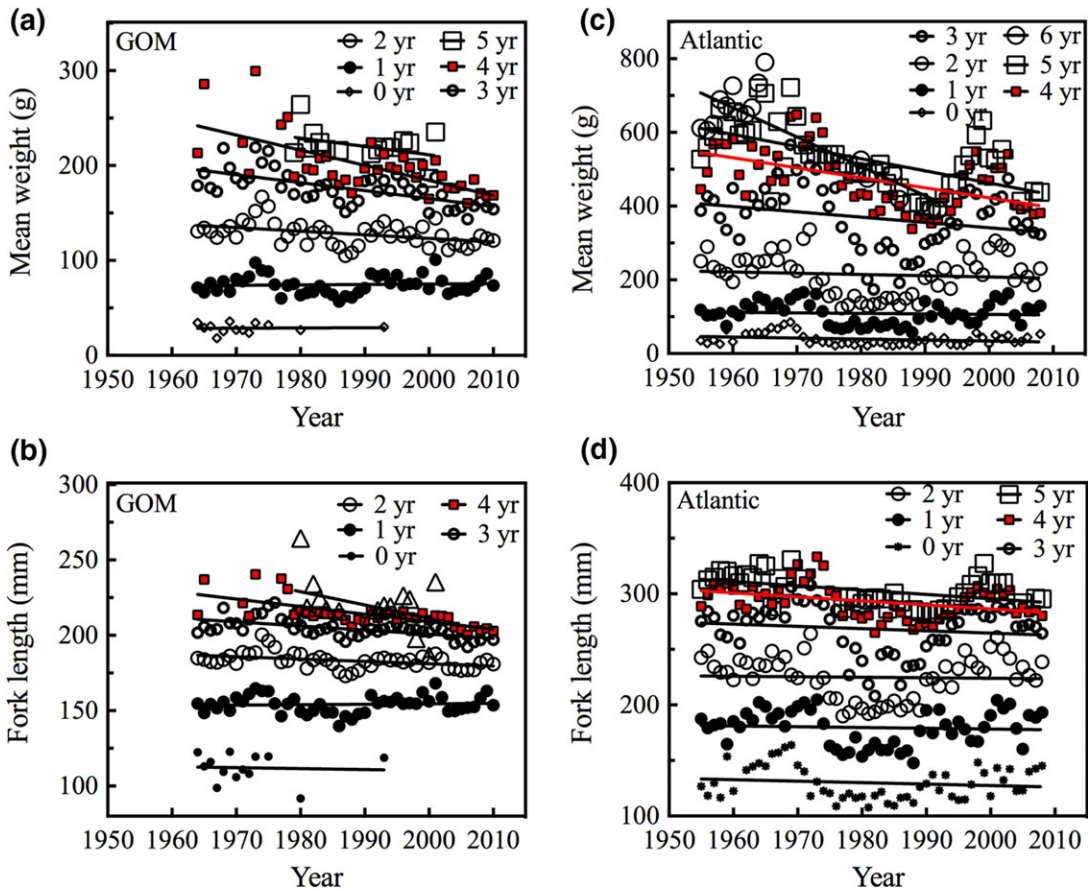 (a)
GOM
2 yr 5 yr
1 yr 4 yr
0 yr 3 yr
Mean weight (g)
300
200
100
0
1950 1960 1970 1980 1990 2000 2010
Year
(c)
Atlantic
3 yr 6 yr
2 yr 5 yr
1 yr 4 yr
0 yr
Mean weight (g)
800
600
400
200
0
1950 1960 1970 1980 1990 2000 2010
Year
(b)
GOM
2 yr 4 yr
1 yr 3 yr
0 yr
Fork length (mm)
300
250
200
150
100
1950 1960 1970 1980 1990 2000 2010
Year
(d)
Atlantic
2 yr 5 yr
1 yr 4 yr
0 yr 3 yr
Fork length (mm)
400
300
200
100
1950 1960 1970 1980 1990 2000 2010
Year